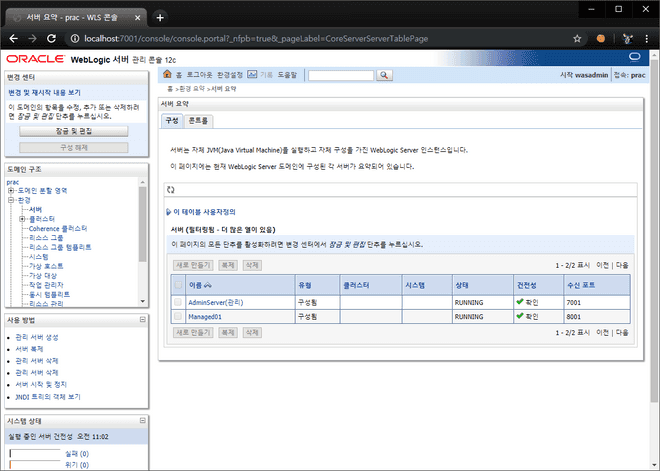 서버 요약 - prac - WLS 콘솔
localhost:7001/console/console.portal?_nfpb=true&_pageLabel=CoreServerServerTablePage
ORACLE WebLogic 서버 관리 콘솔 12c
변경 센터
변경 및 재시작 내용 보기
이 도메인의 항목을 수정, 추가 또는 삭제하려
면 잠금 및 편집 단추를 누르십시오.
잠금 및 편집
구성 해제
도메인 구조
prac
도메인 분할 영역
환경
서버
클러스터
Coherence 클러스터
리소스 그룹
리소스 그룹 템플리트
시스템
가상 호스트
가상 대상
작업 관리자
동시 템플리트
리소스 관리
사용 방법
관리 서버 생성
서버 복제
관리 서버 삭제
관리 서버 삭제
서버 시작 및 정지
JNDI 트리의 객체 보기
시스템 상태
실행 중인 서버 건전성 오전 11:02
실패 (0)
위기 (0)
홈 로그아웃 환경설정 기록 도움말
시작 wasadmin 접속: prac
홈 >환경 요약 >서버 요약
서버 요약
구성 콘트롤
서버는 자체 JVM(Java Virtual Machine)을 실행하고 자체 구성을 가진 WebLogic Server 인스턴스입니다.
이 페이지에는 현재 WebLogic Server 도메인에 구성된 각 서버가 요약되어 있습니다.
이 테이블 사용자정의
서버 (필터링됨 - 더 많은 열이 있음)
이 페이지의 모든 단추를 활성화하려면 변경 센터에서 잠금 및 편집 단추를 누르십시오.
새로 만들기 복제 삭제 1 - 2/2 표시 이전 | 다음
이름 유형 클러스터 시스템 상태 건전성 수신 포트
AdminServer(관리) 구성됨 RUNNING 확인 7001
Managed01 구성됨 RUNNING 확인 8001
새로 만들기 복제 삭제 1 - 2/2 표시 이전 | 다음